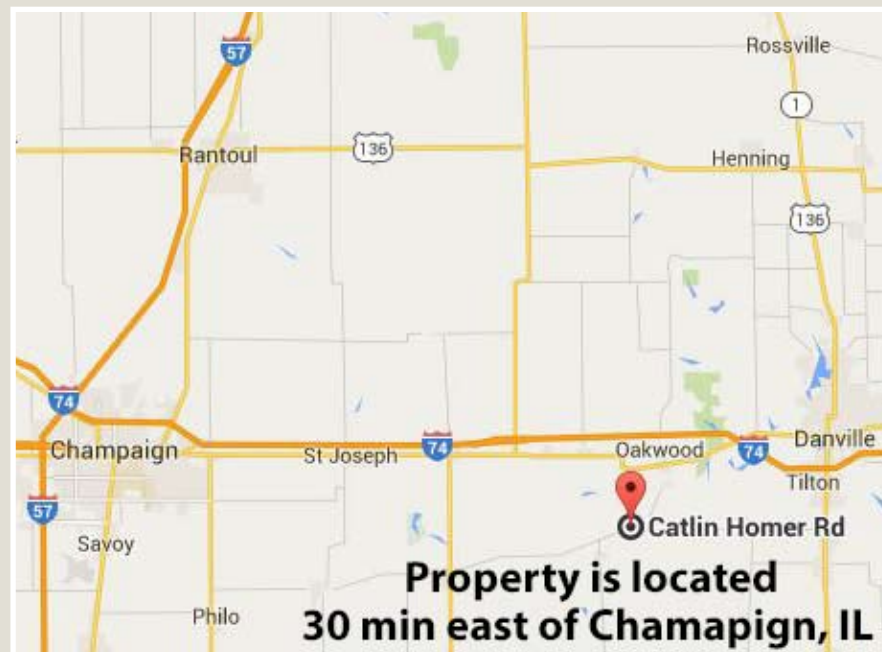 57
Rossville
1
Rantoul
136
Henning
136
74
Champaign
St Joseph
74
Oakwood
74
Danville
Tilton
57
Catlin Homer Rd
Savoy
Property is located
Philo
30 min east of Chamapign, IL